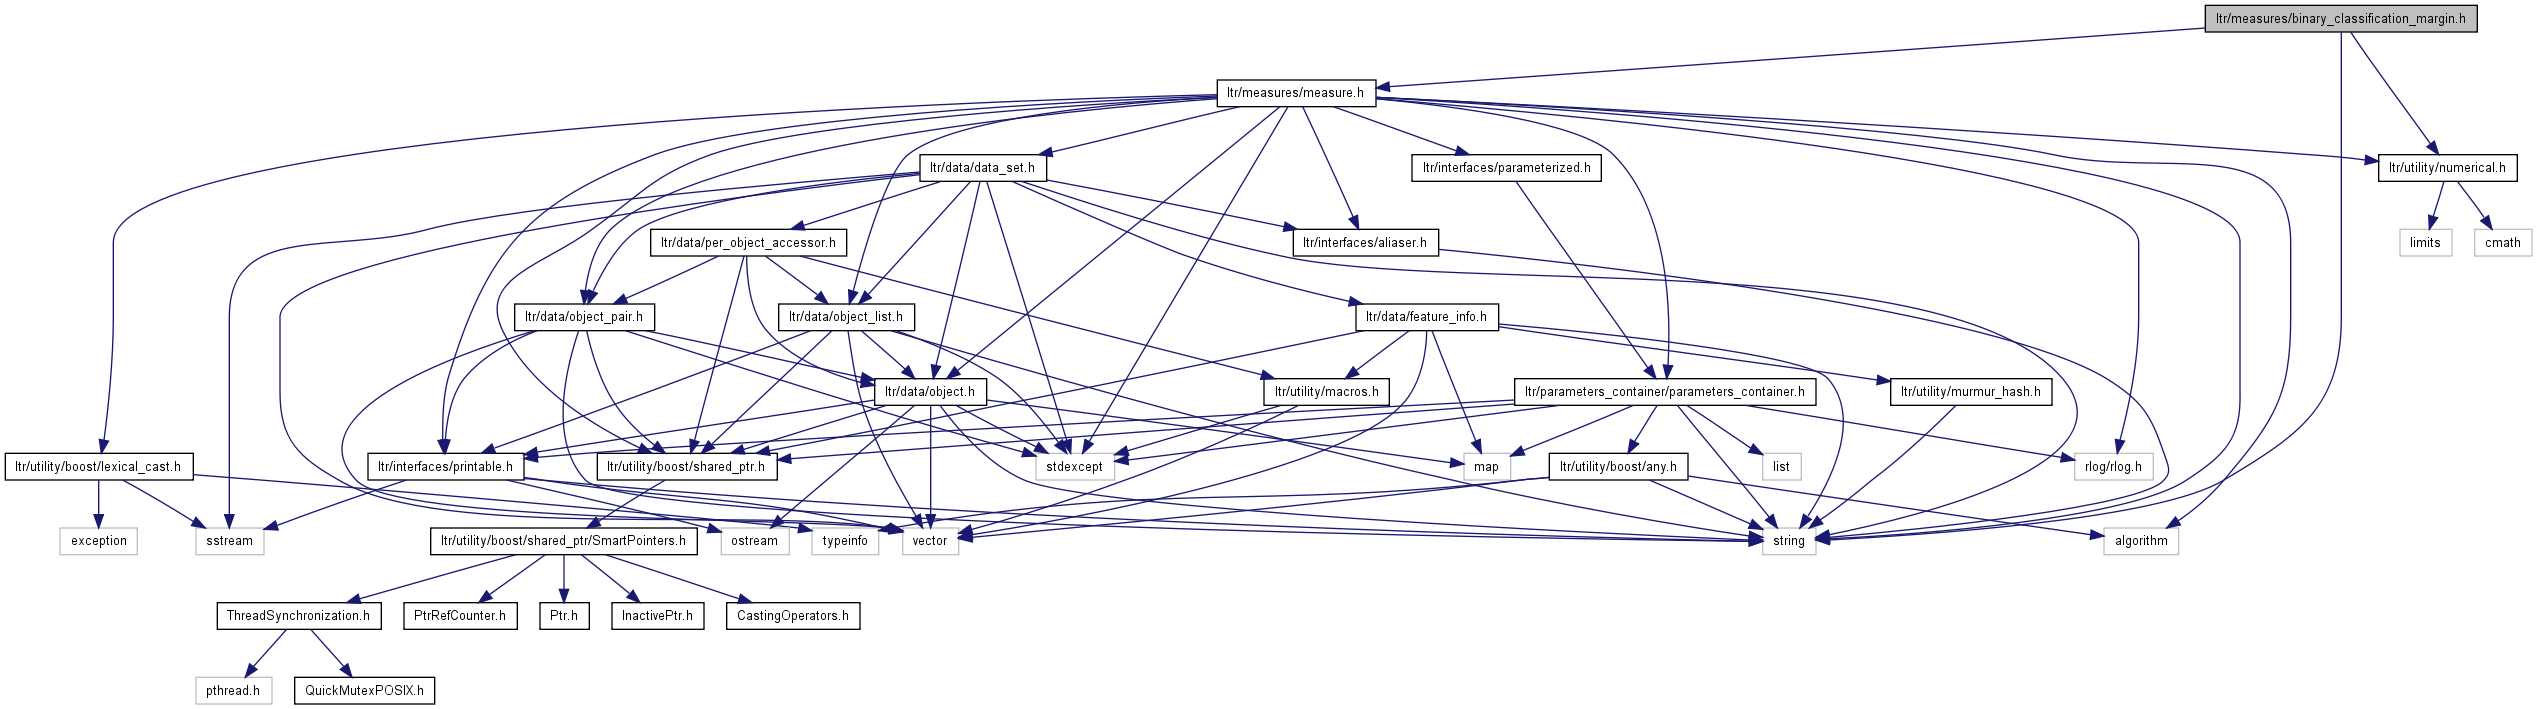 ltr/measures/binary_classification_margin.h
ltr/measures/measure.h
ltr/data/data_set.h
ltr/interfaces/parameterized.h
ltr/utility/numerical.h
ltr/data/per_object_accessor.h
ltr/interfaces/aliaser.h
limits
cmath
ltr/data/object_pair.h
ltr/data/object_list.h
ltr/data/feature_info.h
ltr/data/object.h
ltr/utility/macros.h
ltr/parameters_container/parameters_container.h
ltr/utility/murmur_hash.h
ltr/utility/boost/lexical_cast.h
ltr/interfaces/printable.h
ltr/utility/boost/shared_ptr.h
stdexcept
map
ltr/utility/boost/any.h
list
rlog/rlog.h
exception
sstream
ltr/utility/boost/shared_ptr/SmartPointers.h
ostream
typeinfo
vector
string
algorithm
ThreadSynchronization.h
PtrRefCounter.h
Ptr.h
InactivePtr.h
CastingOperators.h
pthread.h
QuickMutexPOSIX.h